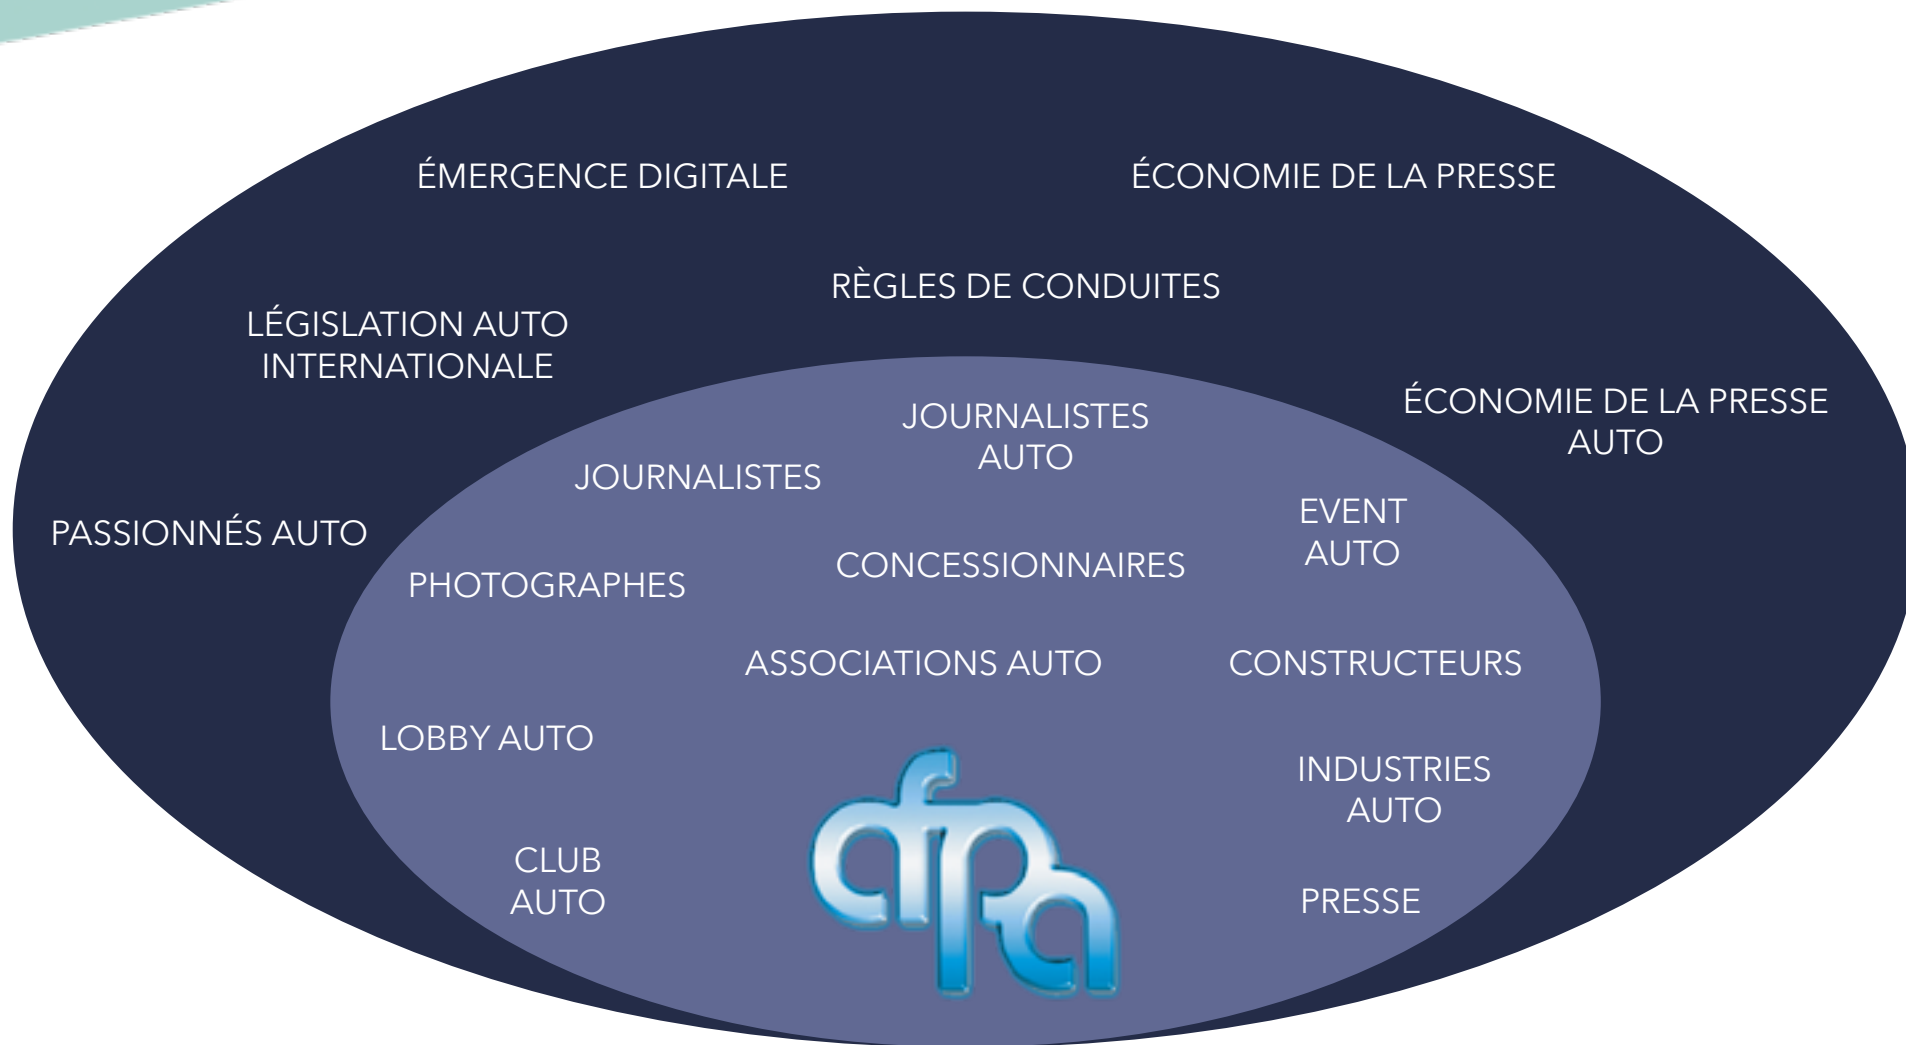 ÉMERGENCE DIGITALE
ÉCONOMIE DE LA PRESSE
RÈGLES DE CONDUITES
LÉGISLATION AUTO
INTERNATIONALE
ÉCONOMIE DE LA PRESSE
AUTO
JOURNALISTES
AUTO
JOURNALISTES
EVENT
AUTO
PASSIONNÉS AUTO
CONCESSIONNAIRES
PHOTOGRAPHES
ASSOCIATIONS AUTO
CONSTRUCTEURS
LOBBY AUTO
INDUSTRIES
AUTO
afpa
CLUB
AUTO
PRESSE